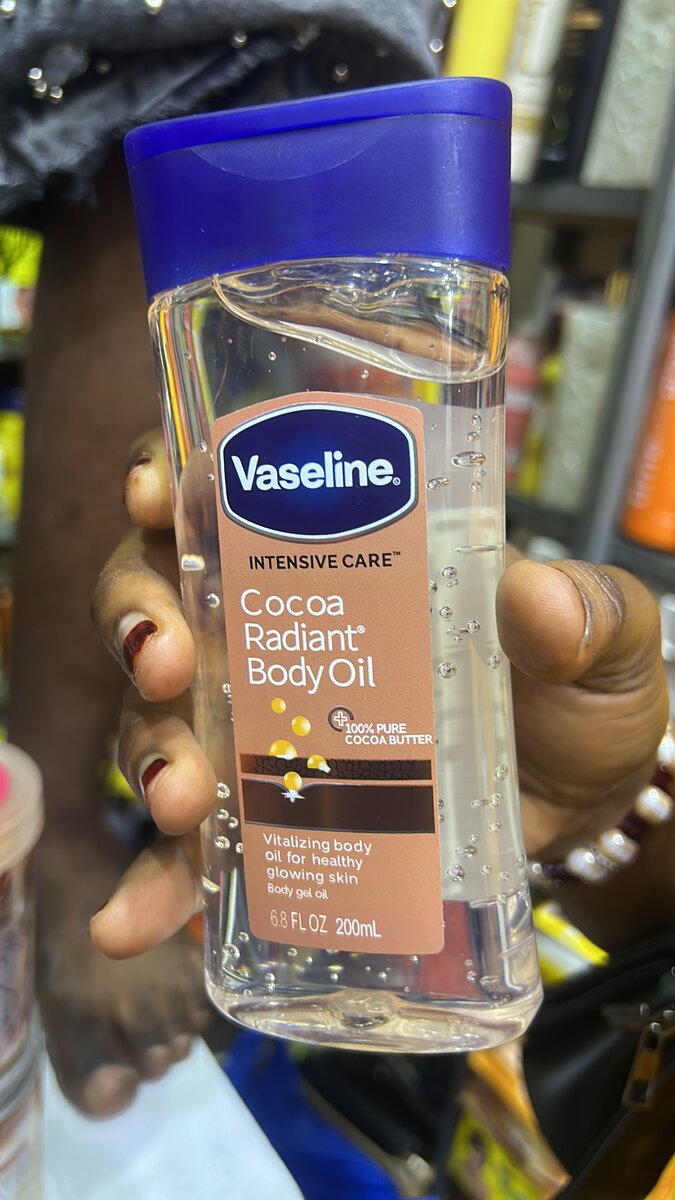 Vaseline®
INTENSIVE CARE™
Cocoa
Radiant®
Body Oil
100% PURE
COCOA BUTTER
Vitalizing body
oil for healthy
glowing skin
Body gel oil
6.8 FL OZ 200mL